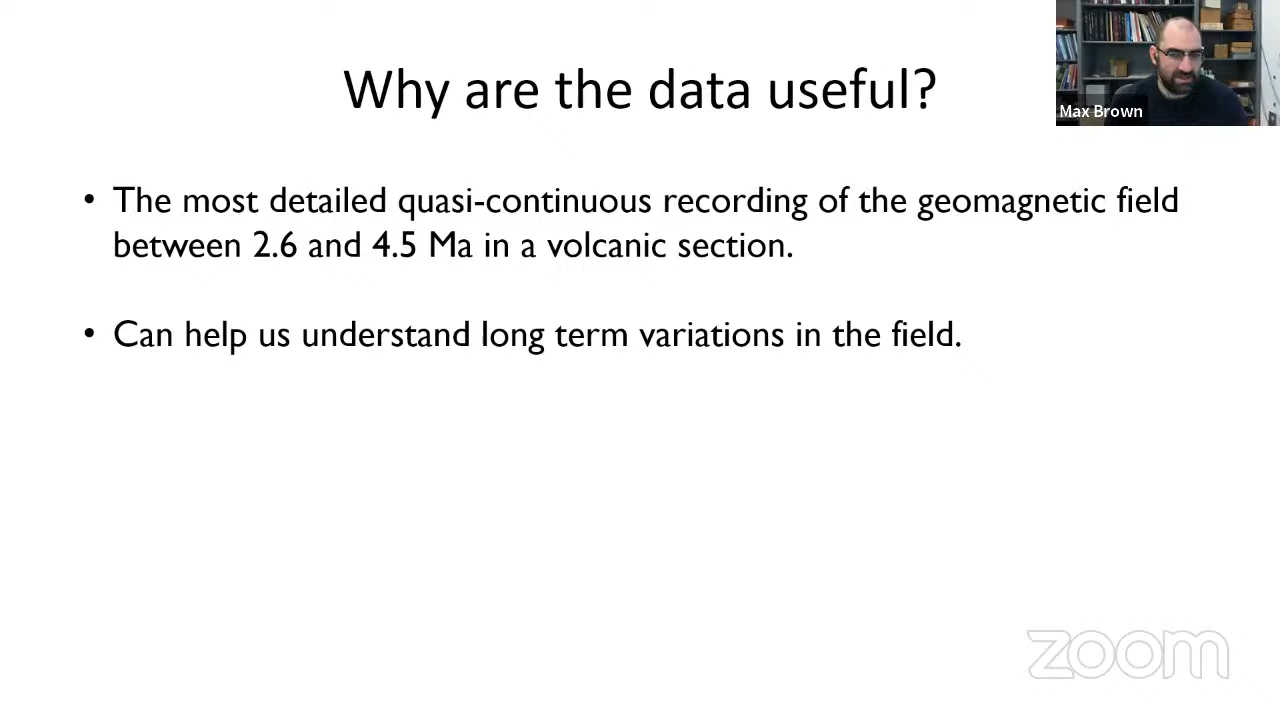 Why are the data useful?
Max Brown
• The most detailed quasi-continuous recording of the geomagnetic field
between 2.6 and 4.5 Ma in a volcanic section.
• Can help us understand long term variations in the field.
zoom